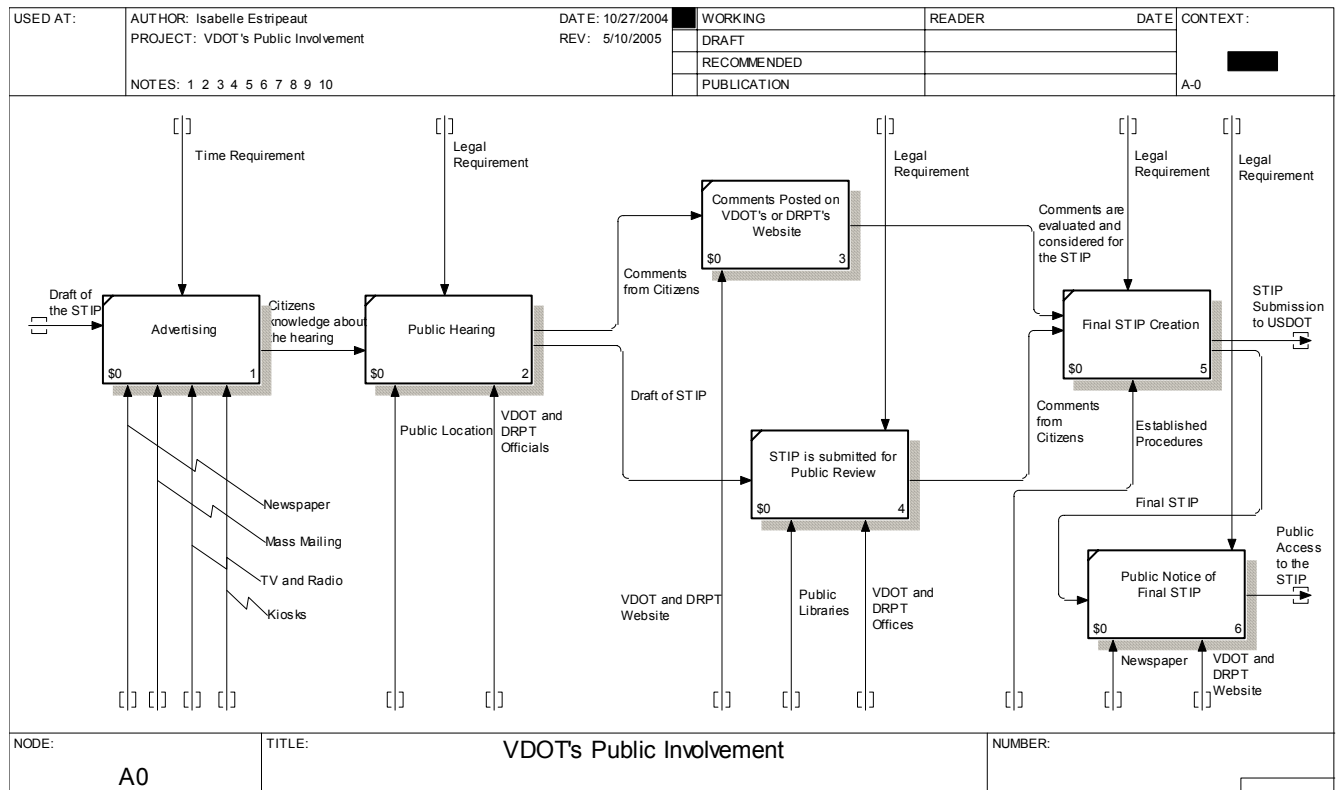 USED AT:
AUTHOR: Isabelle Estripeaut
DATE: 10/27/2004
PROJECT: VDOT's Public Involvement
REV: 5/10/2005
NOTES: 1 2 3 4 5 6 7 8 9 10
WORKING
DRAFT
RECOMMENDED
PUBLICATION
READER
DATE
CONTEXT:
A-0
Time Requirement
Legal
Requirement
Legal
Requirement
Legal
Requirement
Legal
Requirement
Draft of
the STIP
Advertising
$0
1
Citizens
knowledge about
the hearing
Public Hearing
$0
2
Comments
from Citizens
Draft of STIP
Comments Posted on
VDOT's or DRPT's
Website
$0
3
Comments are
evaluated and
considered for
the STIP
Final STIP Creation
$0
5
STIP
Submission
to USDOT
Public Location
VDOT and
DRPT
Officials
STIP is submitted for
Public Review
$0
4
Comments
from
Citizens
Established
Procedures
Newspaper
Mass Mailing
TV and Radio
Kiosks
VDOT and DRPT
Website
Public
Libraries
VDOT and
DRPT
Offices
Final STIP
Public Notice of
Final STIP
$0
6
Public
Access
to the
STIP
Newspaper
VDOT and
DRPT
Website
NODE:
A0
TITLE:
VDOT's Public Involvement
NUMBER: